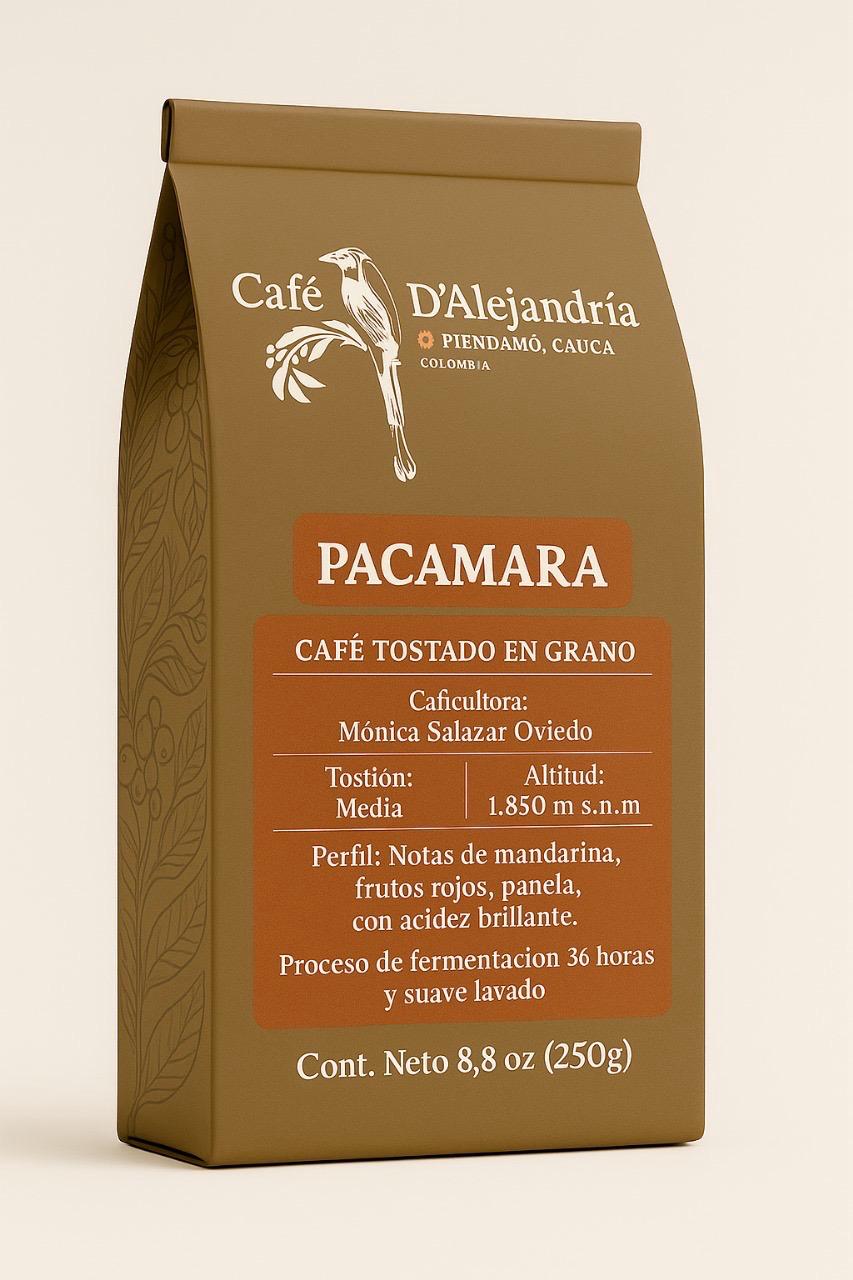 Café D'Alejandría
PIENDAMÓ, CAUCA
COLOMBIA
PACAMARA
CAFÉ TOSTADO EN GRANO
Caficultora:
Mónica Salazar Oviedo
Tostión:
Media
Altitud:
1.850 m s.n.m
Perfil: Notas de mandarina,
frutos rojos, panela,
con acidez brillante.
Proceso de fermentacion 36 horas
y suave lavado
Cont. Neto 8,8 oz (250g)